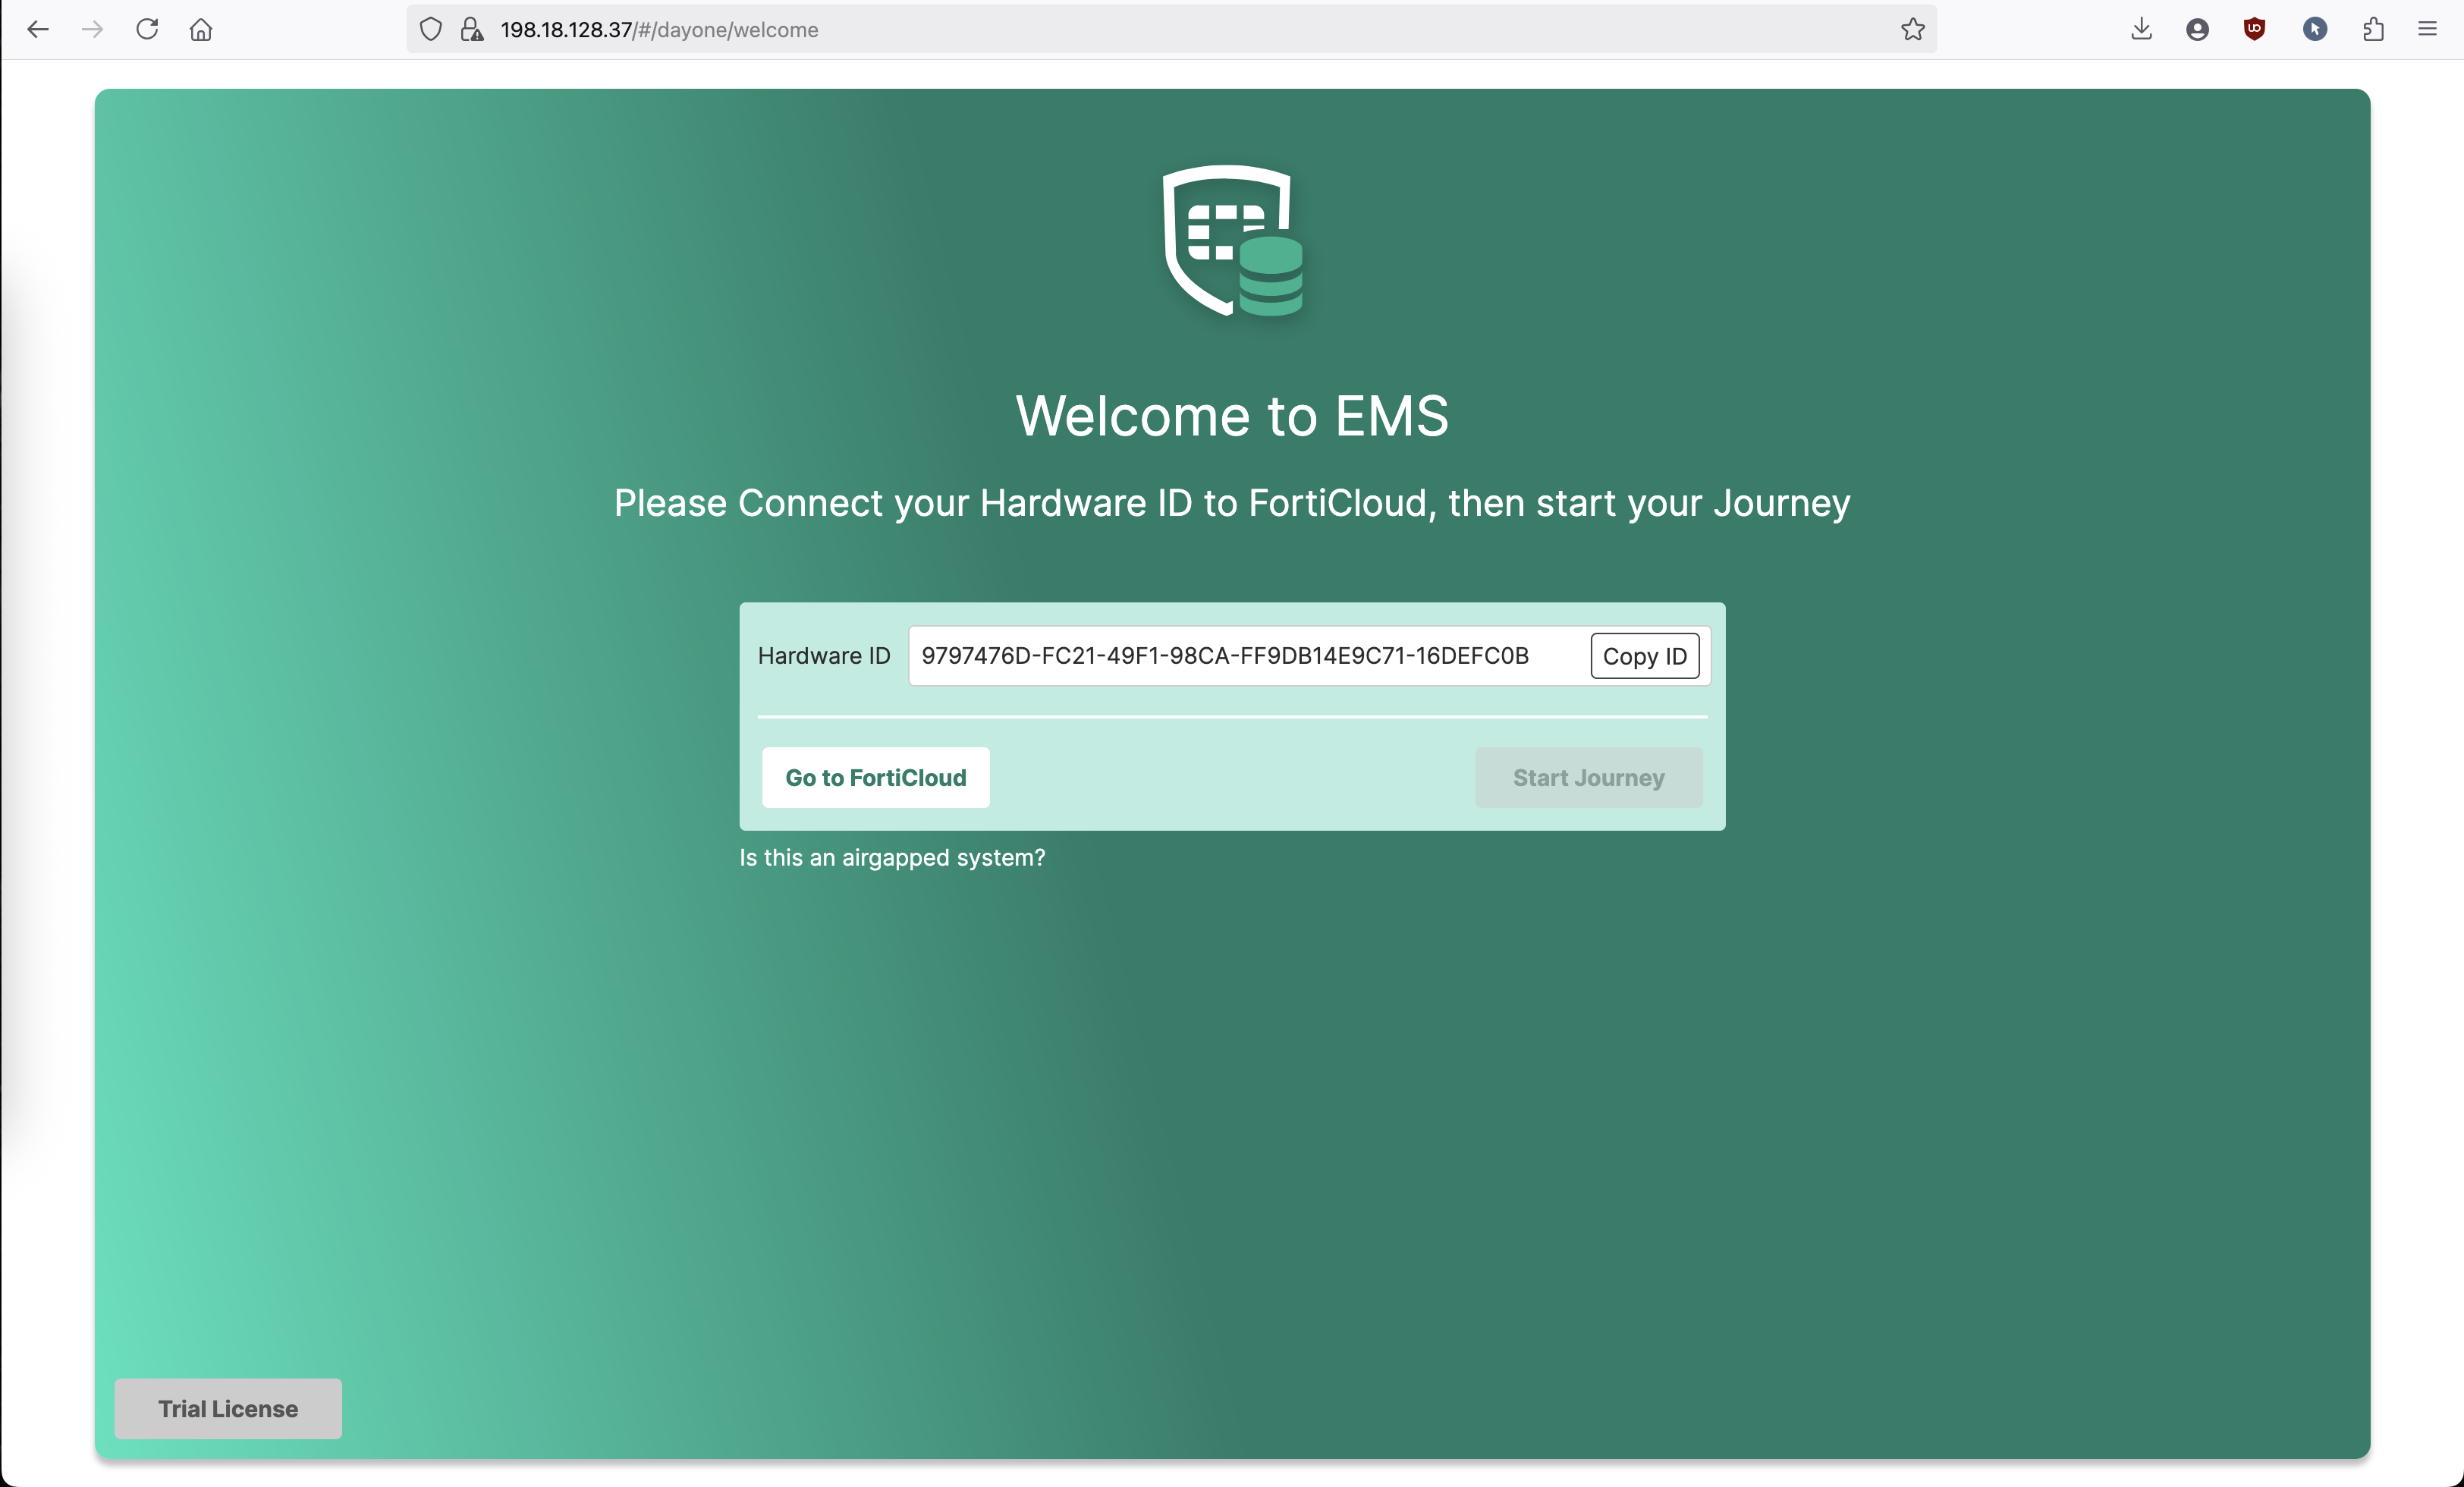 198.18.128.37/#/dayone/welcome
Welcome to EMS
Please Connect your Hardware ID to FortiCloud, then start your Journey
Hardware ID 9797476D-FC21-49F1-98CA-FF9DB14E9C71-16DEFC0B Copy ID
Go to FortiCloud Start Journey
Is this an airgapped system?
Trial License